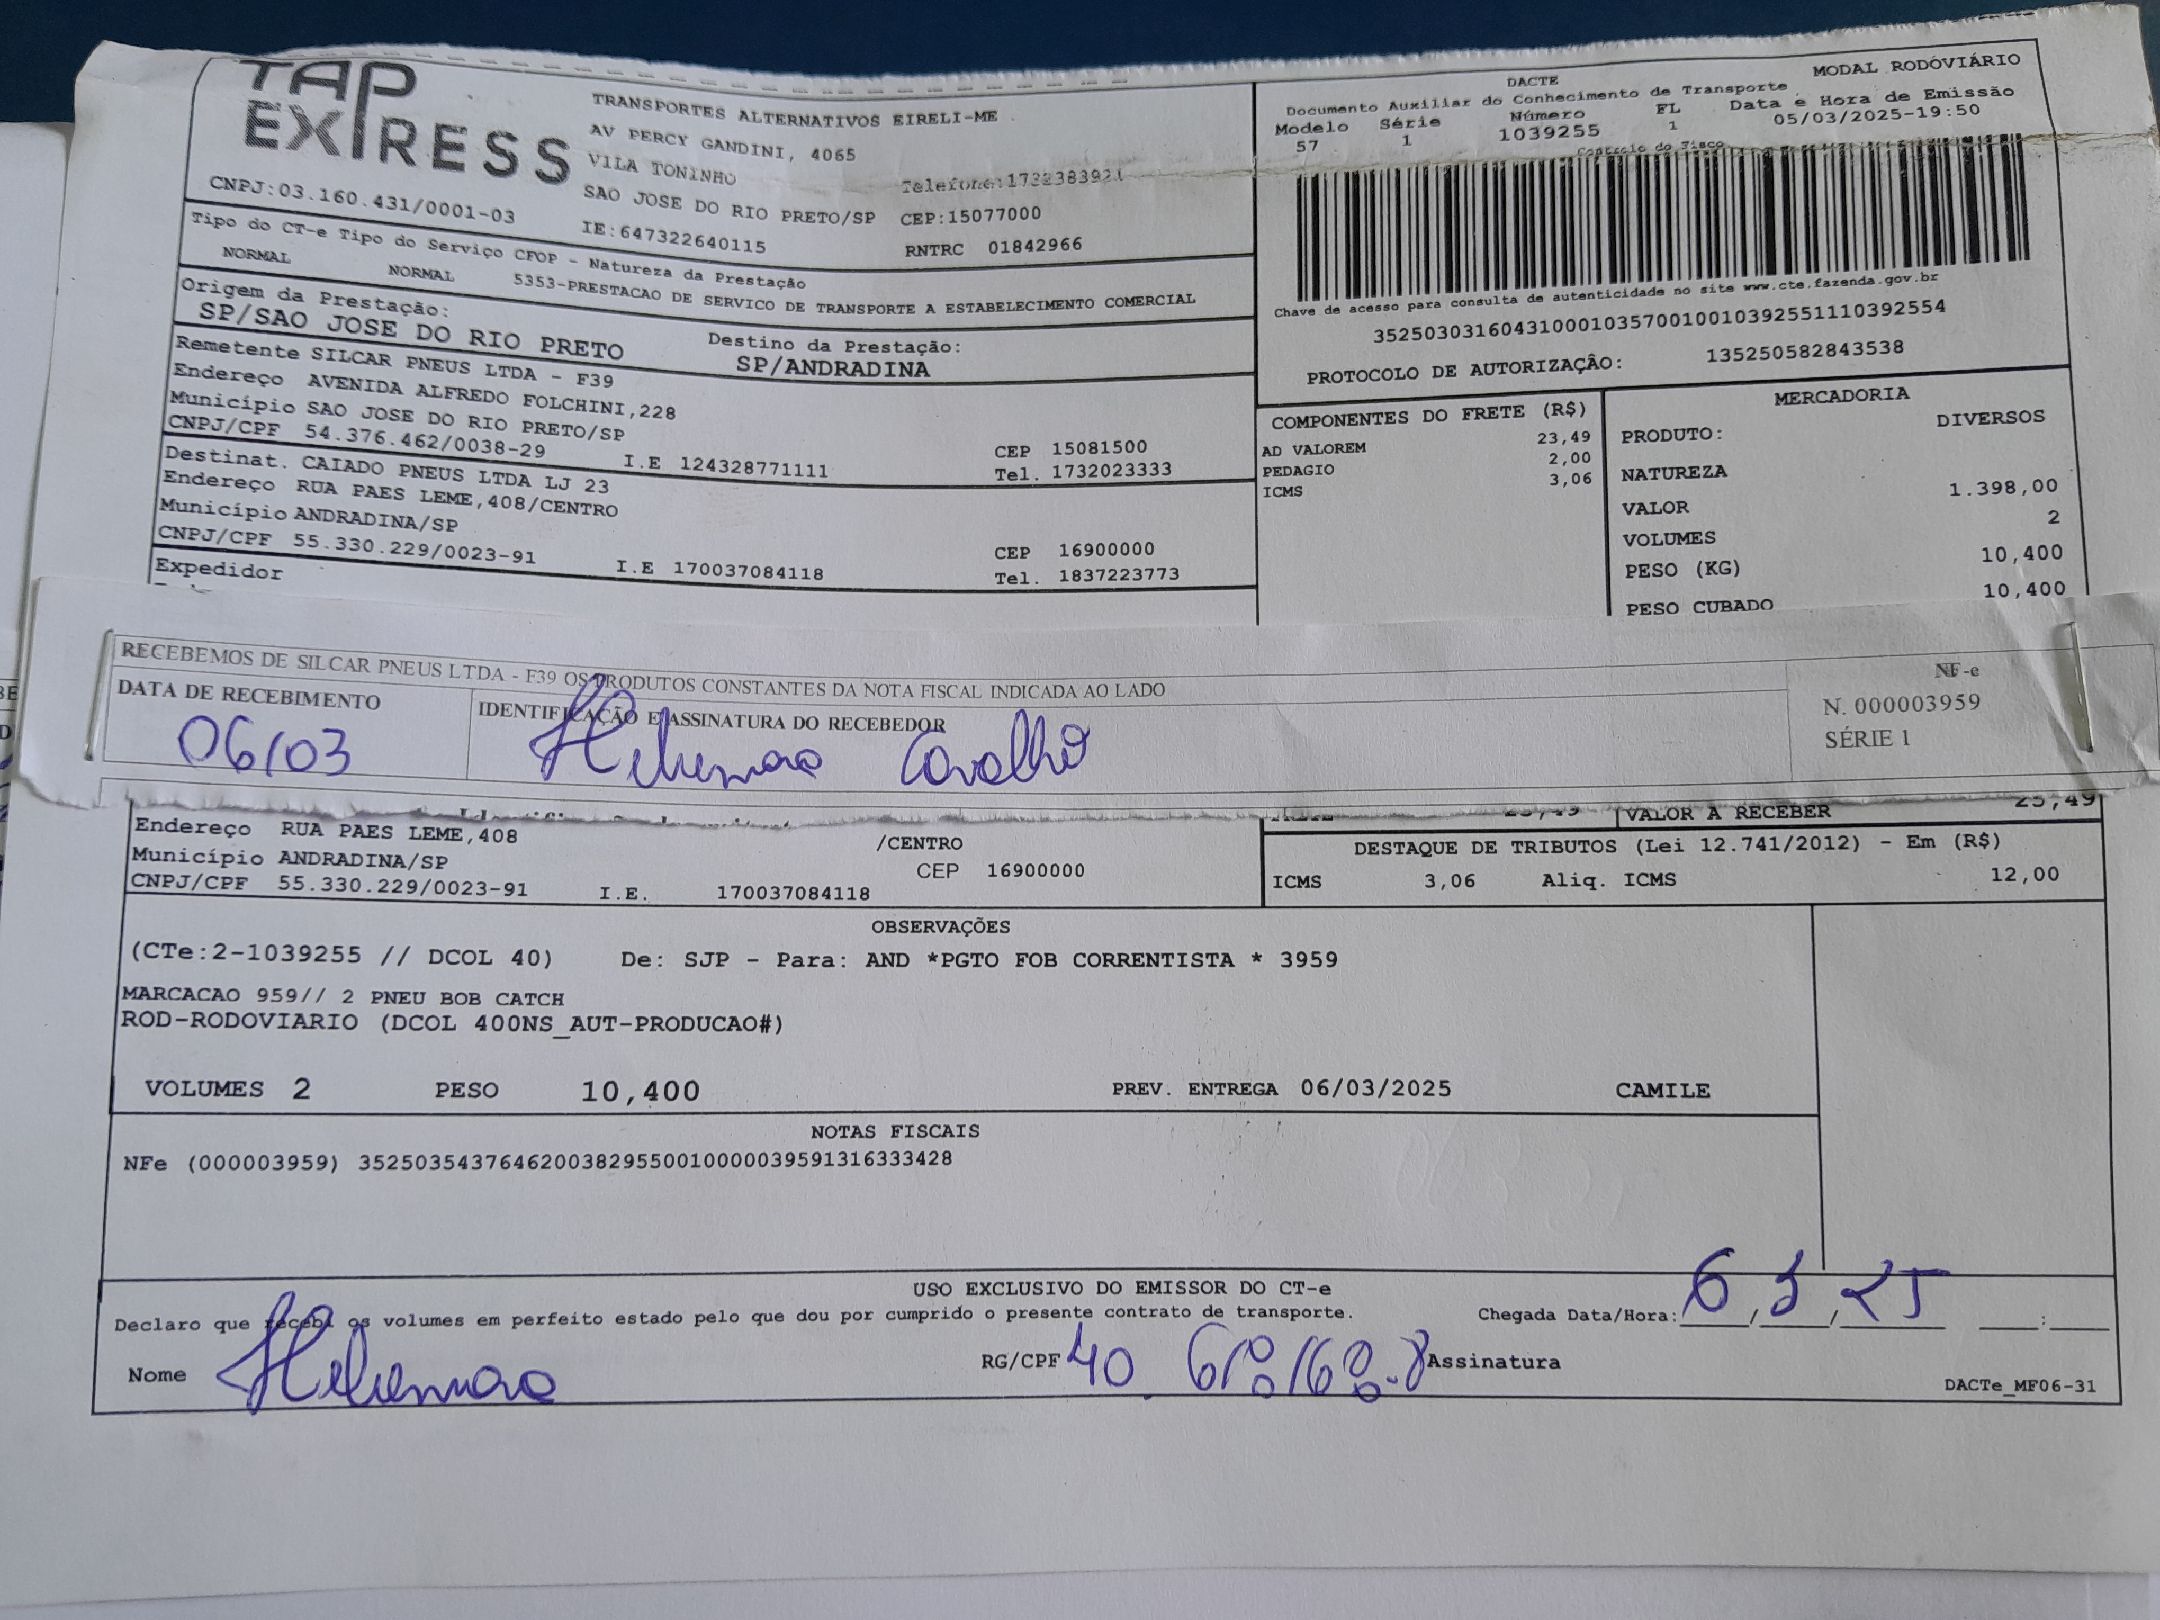 TAP
EXPRESS
TRANSPORTES ALTERNATIVOS EIRELI-ME
AV PERCY GANDINI, 4065
VILA TONINHO
SAO JOSE DO RIO PRETO/SP CEP:15077000
CNPJ:03.160.431/0001-03 IE:647322640115 RNTRC 01842966
Tipo do CT-e Tipo do Serviço CFOP - Natureza da Prestação
NORMAL NORMAL 5353-PRESTACAO DE SERVICO DE TRANSPORTE A ESTABELECIMENTO COMERCIAL
Origem da Prestação: Destino da Prestação:
SP/SAO JOSE DO RIO PRETO SP/ANDRADINA
Remetente SILCAR PNEUS LTDA - F39
Endereço AVENIDA ALFREDO FOLCHINI,228
Município SAO JOSE DO RIO PRETO/SP CEP 15081500
CNPJ/CPF 54.376.462/0038-29 I.E 124328771111 Tel. 1732023333
Destinat. CAIADO PNEUS LTDA LJ 23
Endereço RUA PAES LEME,408/CENTRO
Município ANDRADINA/SP CEP 16900000
CNPJ/CPF 55.330.229/0023-91 I.E 170037084118 Tel. 1837223773
Expedidor
DACTE MODAL RODOVIÁRIO
Documento Auxiliar do Conhecimento de Transporte
Modelo Série Número FL Data e Hora de Emissão
57 1 1039255 1 05/03/2025-19:50
Controle do Fisco
Chave de acesso para consulta de autenticidade no site www.cte.fazenda.gov.br
35250303160431000103570010010392551110392554
PROTOCOLO DE AUTORIZAÇÃO: 135250582843538
COMPONENTES DO FRETE (R$)
AD VALOREM 23,49
PEDAGIO 2,00
ICMS 3,06
MERCADORIA
PRODUTO: DIVERSOS
NATUREZA
VALOR 1.398,00
VOLUMES 2
PESO (KG) 10,400
PESO CUBADO 10,400
RECEBEMOS DE SILCAR PNEUS LTDA - F39 OS PRODUTOS CONSTANTES DA NOTA FISCAL INDICADA AO LADO
DATA DE RECEBIMENTO IDENTIFICAÇÃO E ASSINATURA DO RECEBEDOR
06/03
NF-e
N. 000003959
SÉRIE 1
VALOR A RECEBER 25,49
Endereço RUA PAES LEME,408 /CENTRO
Município ANDRADINA/SP CEP 16900000
CNPJ/CPF 55.330.229/0023-91 I.E. 170037084118
DESTAQUE DE TRIBUTOS (Lei 12.741/2012) - Em (R$)
ICMS 3,06 Aliq. ICMS 12,00
OBSERVAÇÕES
(CTe:2-1039255 // DCOL 40) De: SJP - Para: AND *PGTO FOB CORRENTISTA * 3959
MARCACAO 959// 2 PNEU BOB CATCH
ROD-RODOVIARIO (DCOL 400NS_AUT-PRODUCAO#)
VOLUMES 2 PESO 10,400 PREV. ENTREGA 06/03/2025 CAMILE
NOTAS FISCAIS
NFe (000003959) 35250354376462003829550010000039591316333428
USO EXCLUSIVO DO EMISSOR DO CT-e
Declaro que recebi os volumes em perfeito estado pelo que dou por cumprido o presente contrato de transporte. Chegada Data/Hora: 6/3/25
Nome RG/CPF Assinatura
DACTe_MF06-31